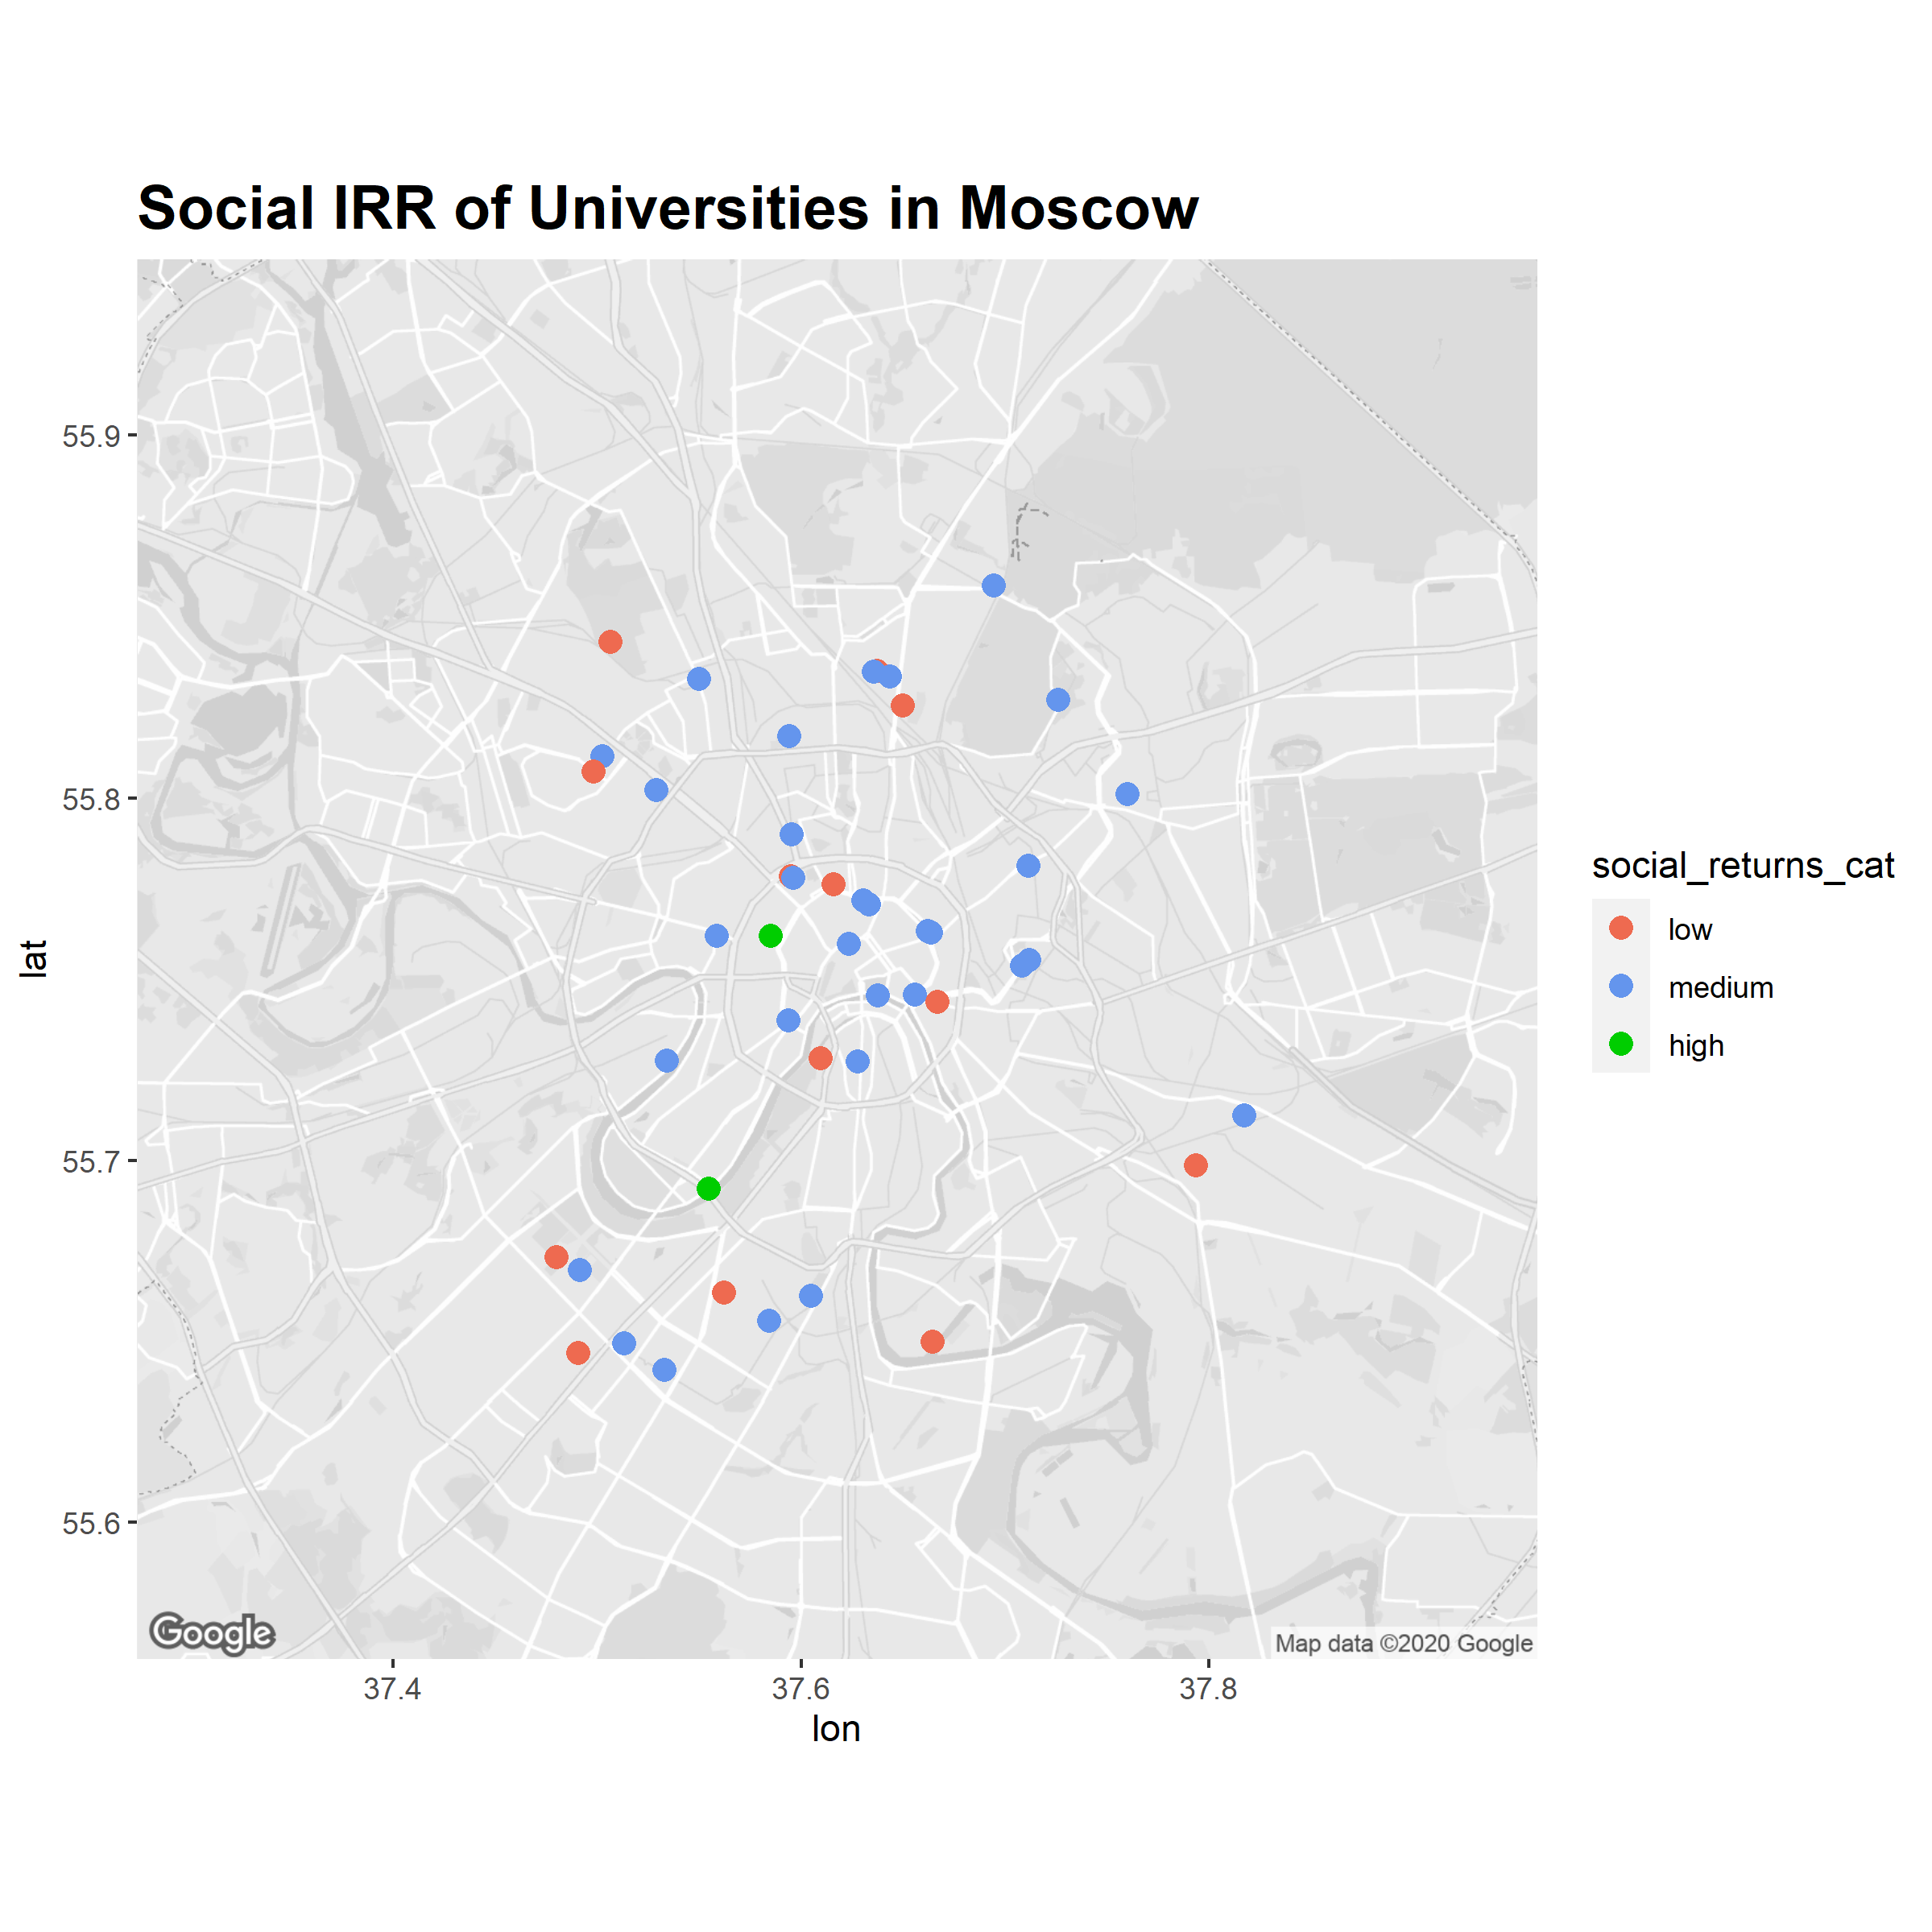 Social IRR of Universities in Moscow
lat
55.9
55.8
55.7
55.6
37.4
37.6
37.8
lon
social_returns_cat
low
medium
high
Google
Map data ©2020 Google